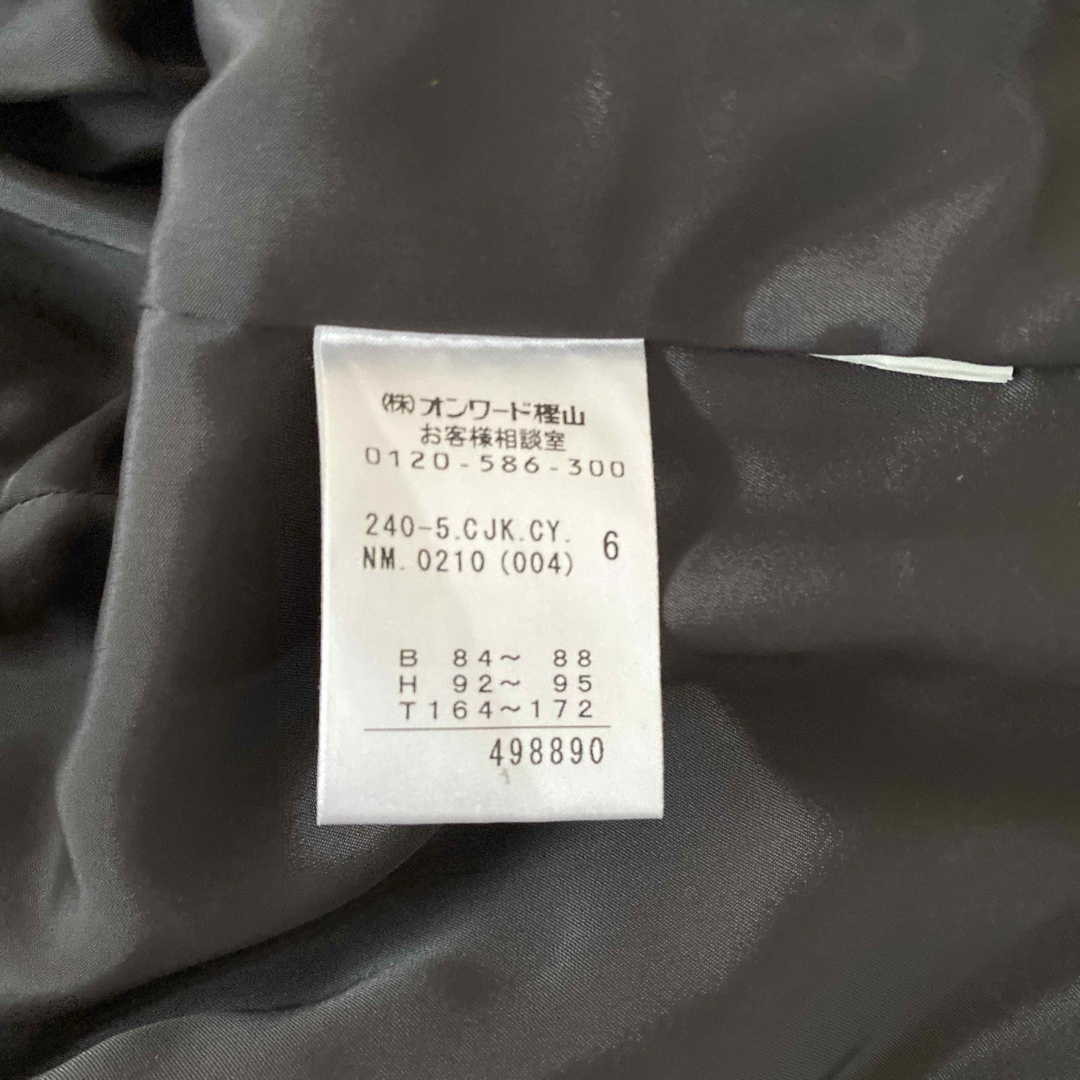 (株)オンワード樫山
お客様相談室
0120-586-300
240-5.CJK.CY.
6
NM.0210(004)
B 84～ 88
H 92～ 95
T164～172
498890